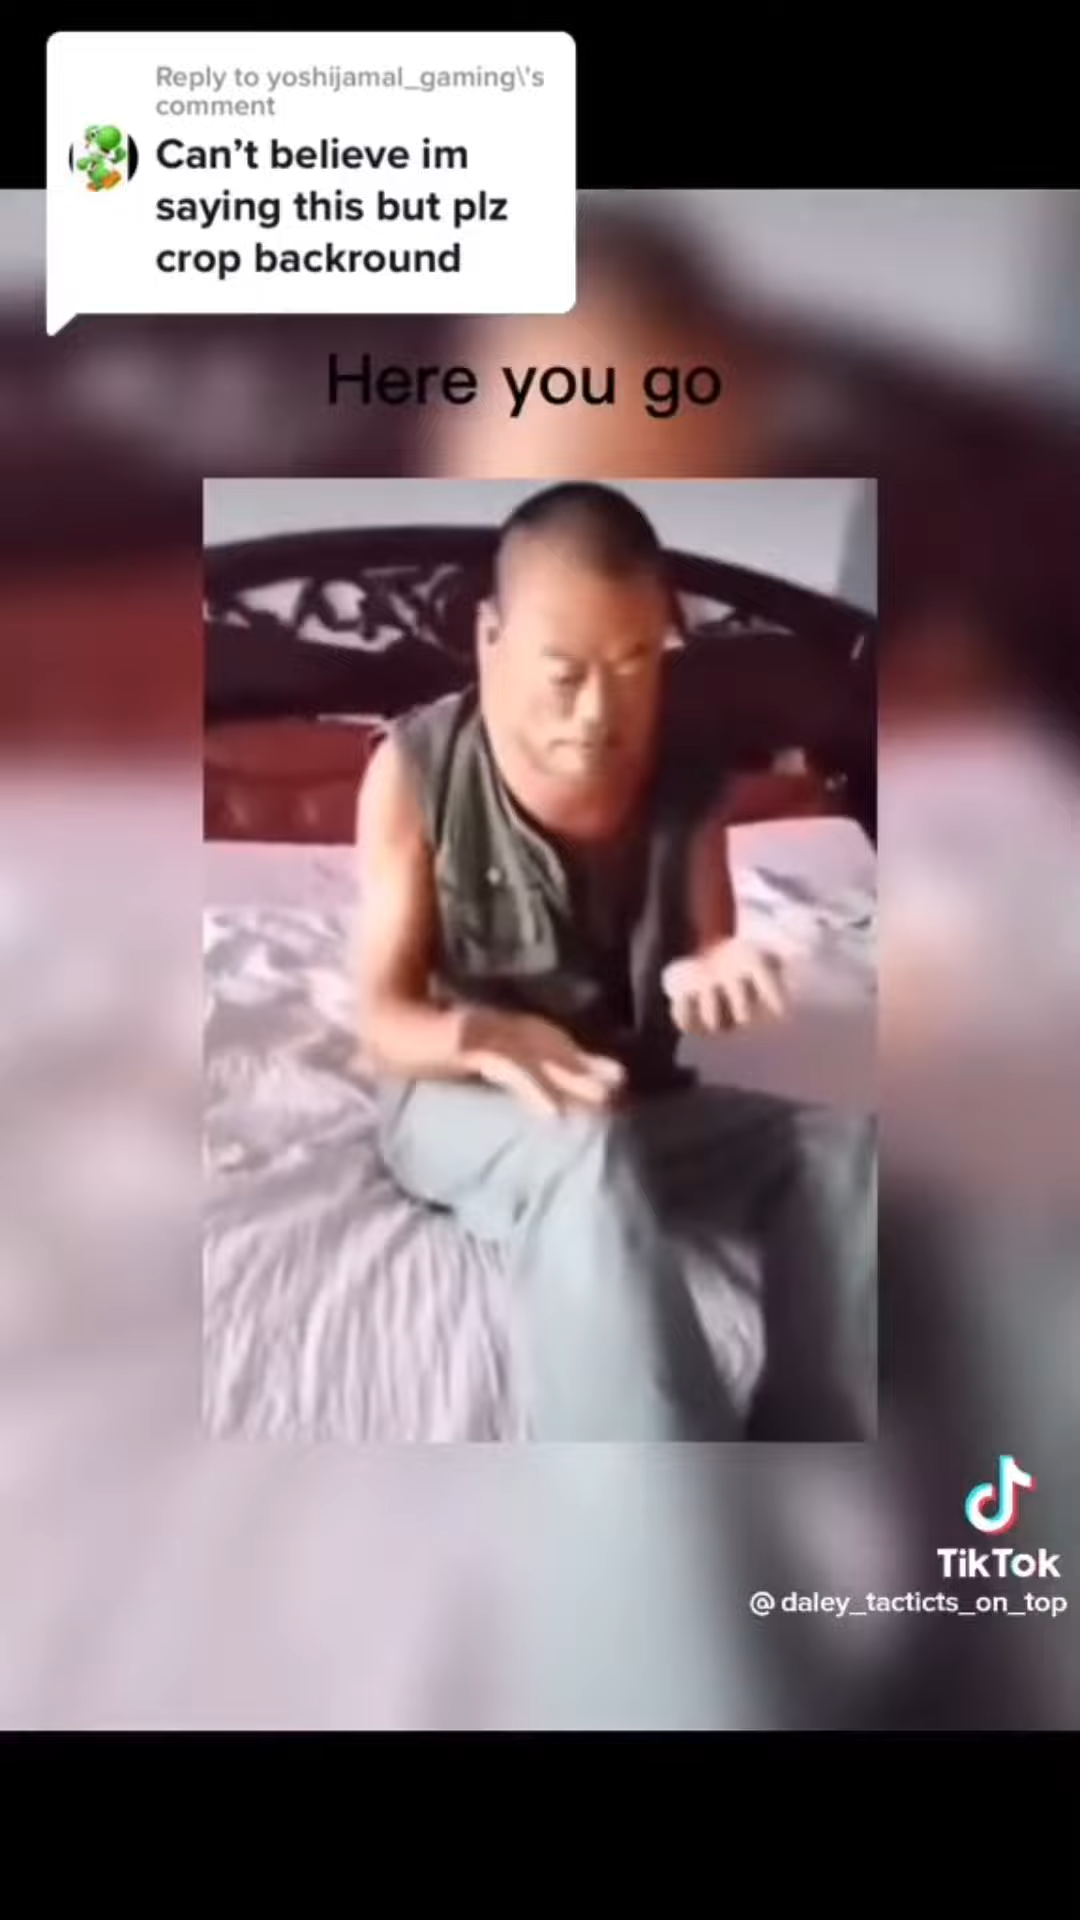 Reply to yoshijamal_gaming\'s
comment
Can’t believe im
saying this but plz
crop backround
Here you go
TikTok
@daley_tacticts_on_top